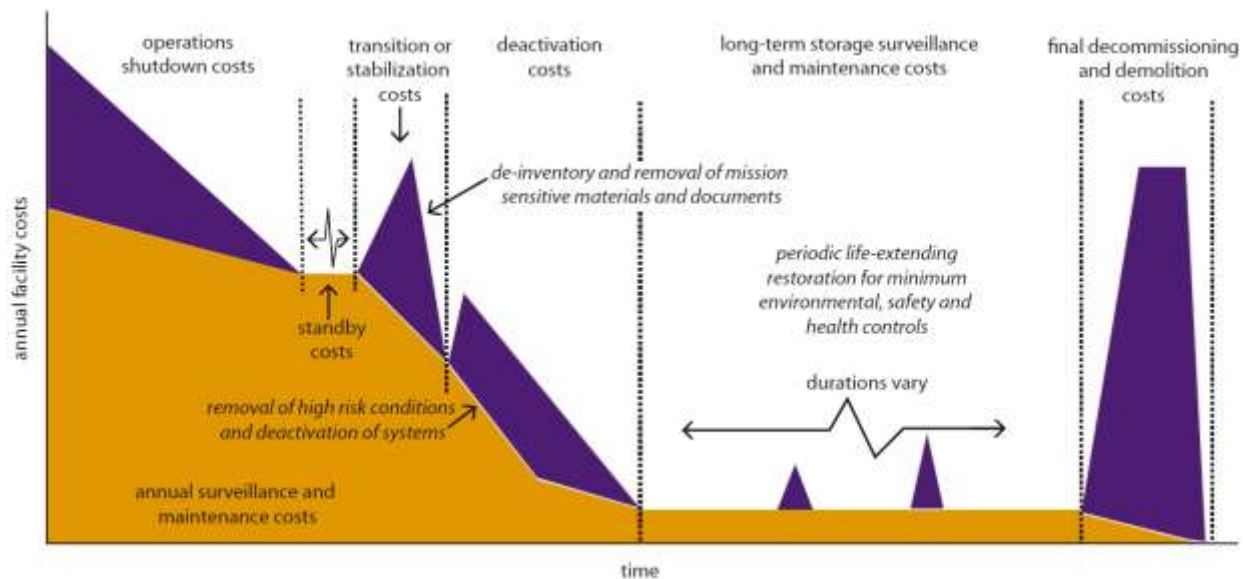 operations
shutdown costs
transition or
stabilization
costs
deactivation
costs
long-term storage surveillance
and maintenance costs
final decommissioning
and demolition
costs
de-inventory and removal of mission
sensitive materials and documents
periodic life-extending
restoration for minimum
environmental, safety and
health controls
standby
costs
durations vary
removal of high risk conditions
and deactivation of systems
annual surveillance and
maintenance costs
annual facility costs
time